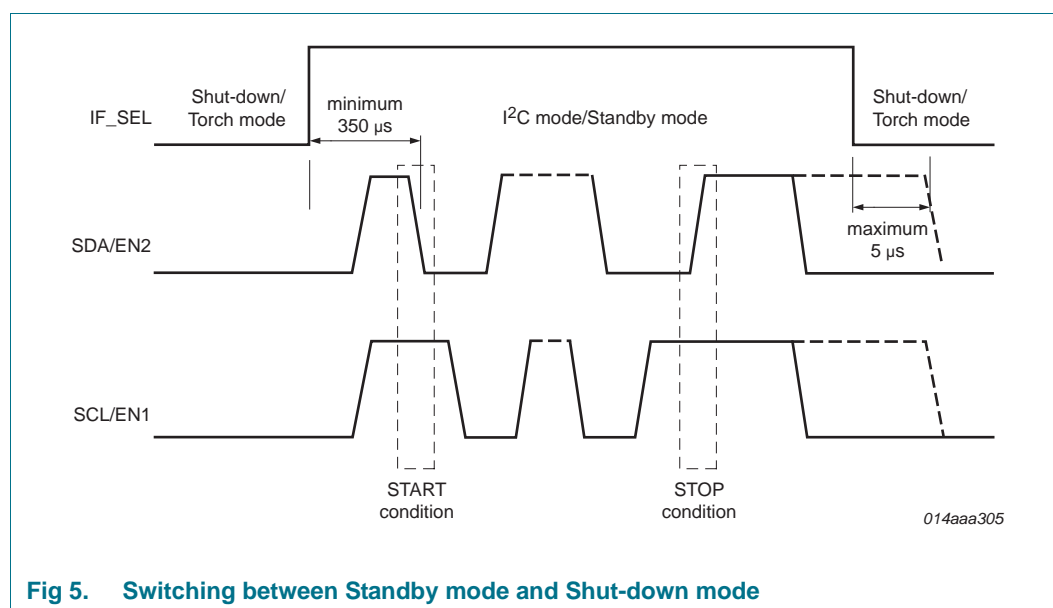 Shut-down/
Torch mode
IF_SEL
minimum
350 µs
I²C mode/Standby mode
Shut-down/
Torch mode
SDA/EN2
maximum
5 µs
SCL/EN1
START
condition
STOP
condition
014aaa305
Fig 5. Switching between Standby mode and Shut-down mode